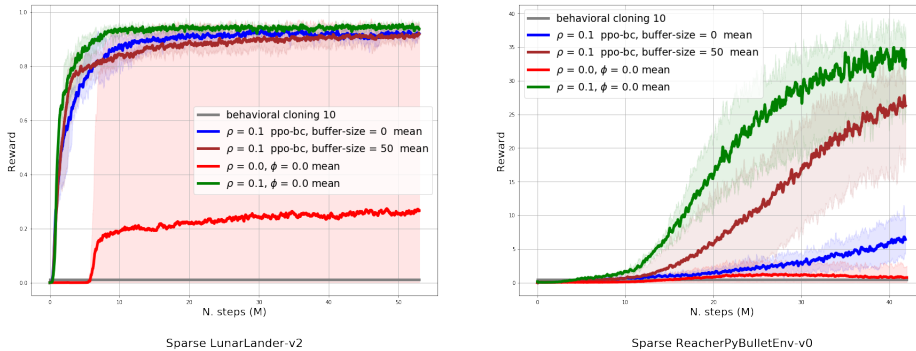 1.0
0.8
0.6
0.4
0.2
0.0
Reward
0
10
20
30
40
50
N. steps (M)
behavioral cloning 10
ρ = 0.1 ppo-bc, buffer-size = 0 mean
ρ = 0.1 ppo-bc, buffer-size = 50 mean
ρ = 0.0, ϕ = 0.0 mean
ρ = 0.1, ϕ = 0.0 mean
Sparse LunarLander-v2
40
35
30
25
20
15
10
5
0
Reward
0
10
20
30
40
N. steps (M)
behavioral cloning 10
ρ = 0.1 ppo-bc, buffer-size = 0 mean
ρ = 0.1 ppo-bc, buffer-size = 50 mean
ρ = 0.0, ϕ = 0.0 mean
ρ = 0.1, ϕ = 0.0 mean
Sparse ReacherPyBulletEnv-v0